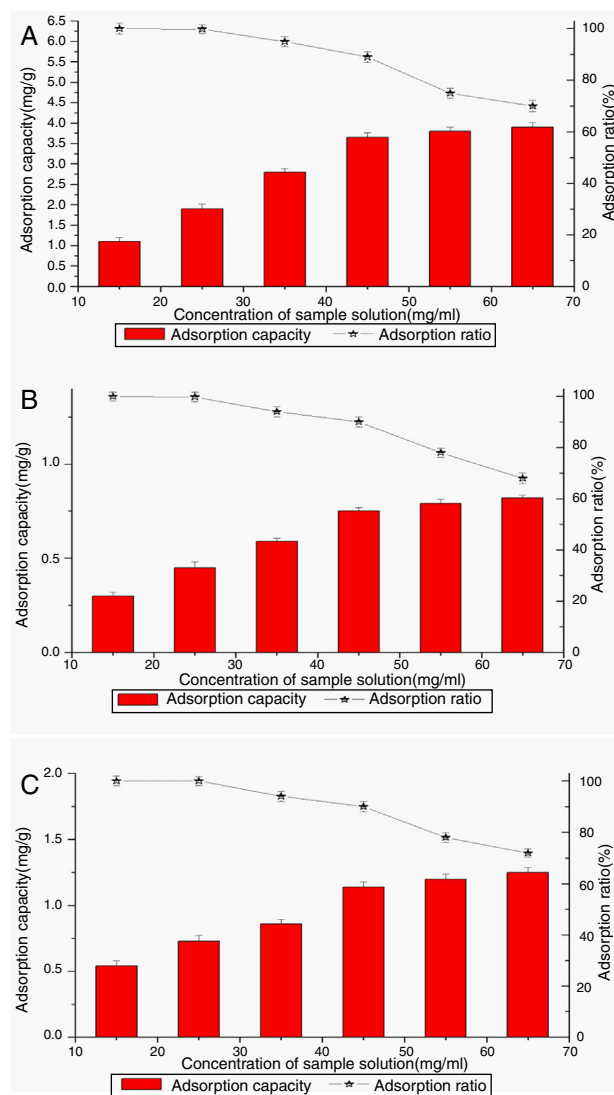 A
6.5
6.0
5.5
5.0
4.5
4.0
3.5
3.0
2.5
2.0
1.5
1.0
0.5
0.0
Adsorption capacity(mg/g)
100
80
60
40
20
0
Adsorption ratio(%)
10 20 30 40 50 60 70
Concentration of sample solution(mg/ml)
Adsorption capacity Adsorption ratio
B
1.0
0.5
0.0
Adsorption capacity(mg/g)
100
80
60
40
20
0
Adsorption ratio(%)
10 20 30 40 50 60 70
Concentration of sample solution(mg/ml)
Adsorption capacity Adsorption ratio
C
2.0
1.5
1.0
0.5
0.0
Adsorption capacity(mg/g)
100
80
60
40
20
0
Adsorption ratio(%)
10 20 30 40 50 60 70
Concentration of sample solution(mg/ml)
Adsorption capacity Adsorption ratio